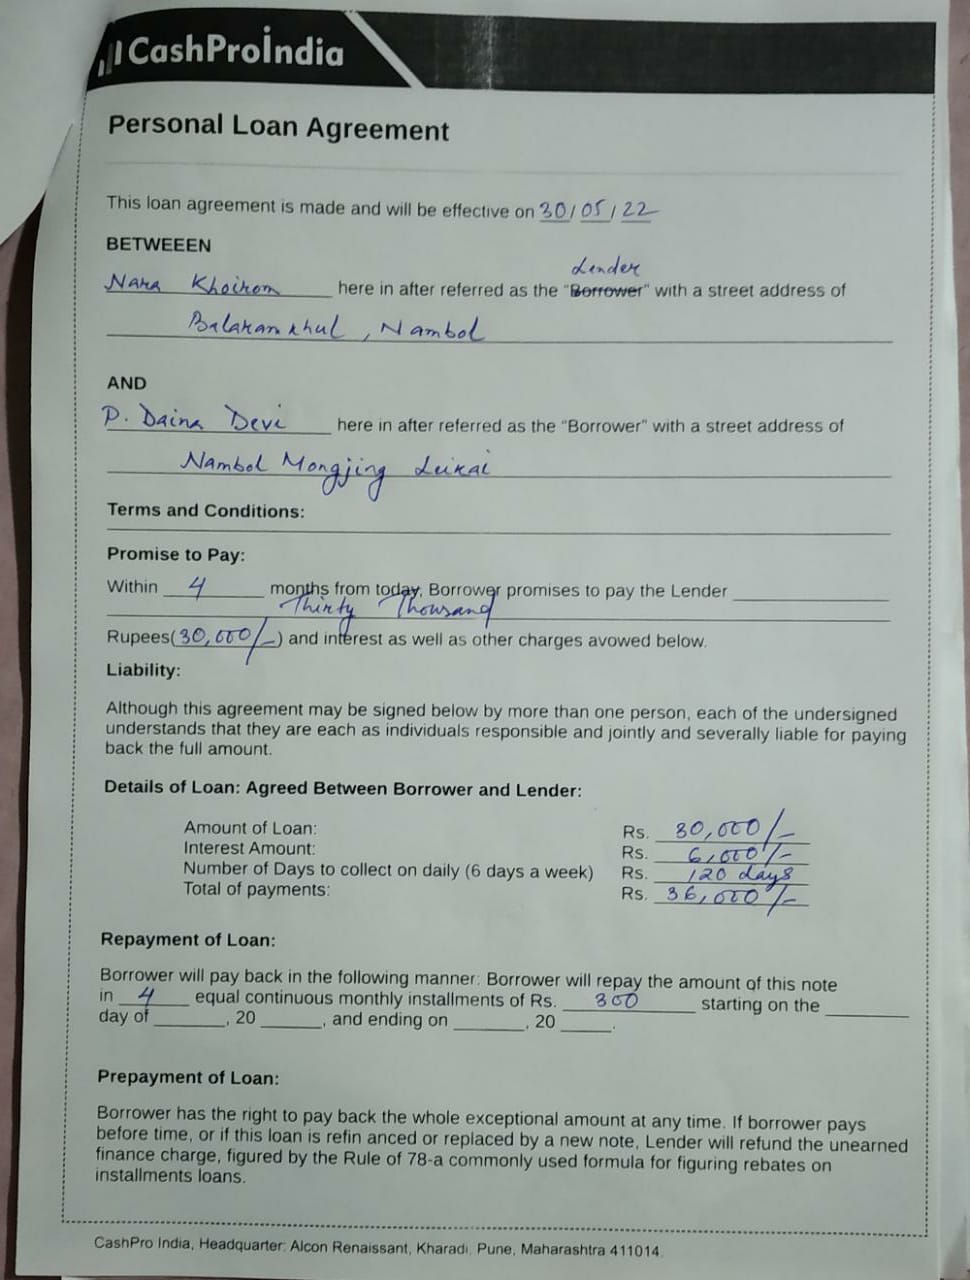 CashProIndia
Personal Loan Agreement
This loan agreement is made and will be effective on 30/05/22
BETWEEEN
Lender
Nara Khoirom here in after referred as the "Borrower" with a street address of
Balaram khul, Nambol
AND
P. Daina Devi here in after referred as the "Borrower" with a street address of
Nambol Mongjing Leikai
Terms and Conditions:
Promise to Pay:
Within 4 months from today, Borrower promises to pay the Lender
Thirty Thousand
Rupees(30,000/-) and interest as well as other charges avowed below.
Liability:
Although this agreement may be signed below by more than one person, each of the undersigned
understands that they are each as individuals responsible and jointly and severally liable for paying
back the full amount.
Details of Loan: Agreed Between Borrower and Lender:
Amount of Loan: Rs. 30,000/-
Interest Amount: Rs. 6,000/-
Number of Days to collect on daily (6 days a week) Rs. 120 days
Total of payments: Rs. 36,000/-
Repayment of Loan:
Borrower will pay back in the following manner: Borrower will repay the amount of this note
in 4 equal continuous monthly installments of Rs. 300 starting on the
day of , 20 , and ending on , 20 .
Prepayment of Loan:
Borrower has the right to pay back the whole exceptional amount at any time. If borrower pays
before time, or if this loan is refin anced or replaced by a new note, Lender will refund the unearned
finance charge, figured by the Rule of 78-a commonly used formula for figuring rebates on
installments loans.
CashPro India, Headquarter: Alcon Renaissant, Kharadi, Pune, Maharashtra 411014.